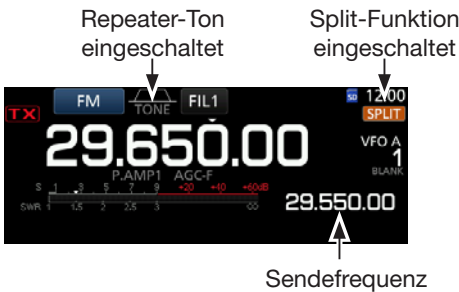 Repeater-Ton
eingeschaltet
Split-Funktion
eingeschaltet
FM
TONE
FIL1
SD
12:00
TX
SPLIT
29.650.00
VFO A
1
BLANK
P.AMP1 AGC-F
S 1 .3 .5 .7 .9 +20 +40 +60dB
SWR 1 1.5 2 2.5 3 ∞
29.550.00
Sendefrequenz